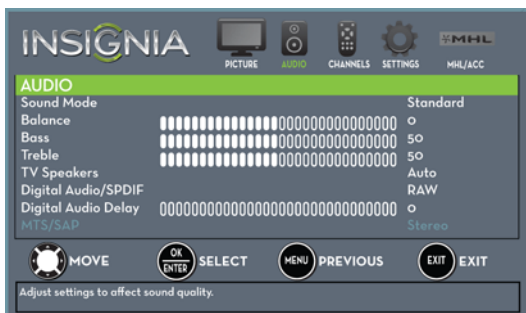 INSIGNIA
PICTURE AUDIO CHANNELS SETTINGS MHL MHL/ACC
AUDIO
Sound Mode Standard
Balance 0
Bass 50
Treble 50
TV Speakers Auto
Digital Audio/SPDIF RAW
Digital Audio Delay 0
MTS/SAP Stereo
MOVE OK ENTER SELECT MENU PREVIOUS EXIT EXIT
Adjust settings to affect sound quality.